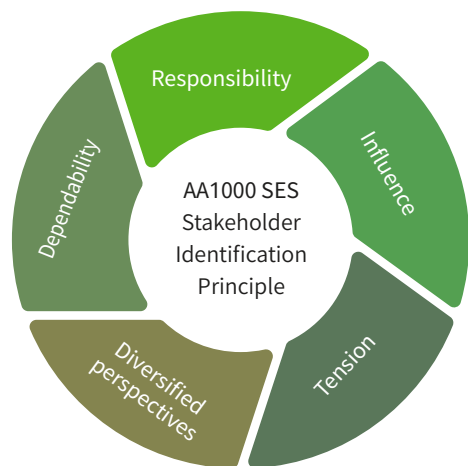 Responsibility
Influence
Tension
Diversified
perspectives
Dependability
AA1000 SES
Stakeholder
Identification
Principle